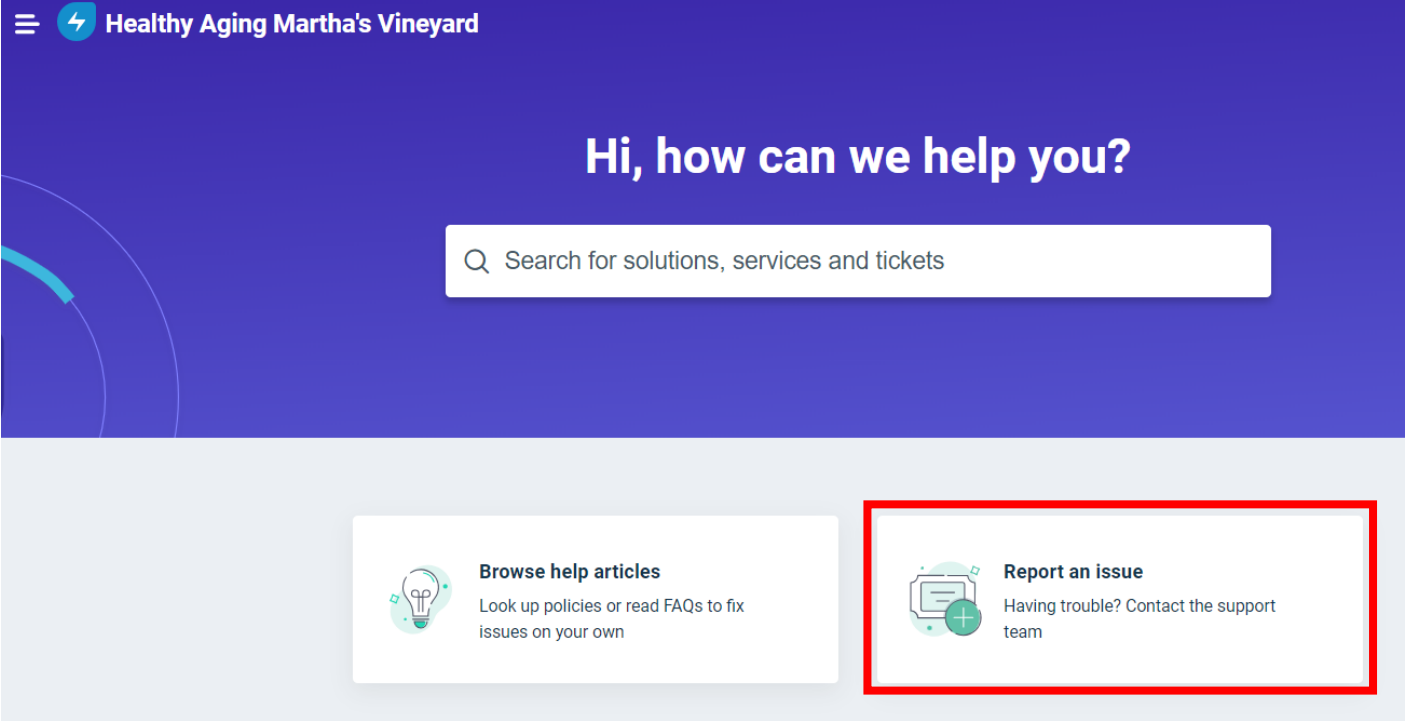 Healthy Aging Martha's Vineyard
Hi, how can we help you?
Search for solutions, services and tickets
Browse help articles
Look up policies or read FAQs to fix
issues on your own
Report an issue
Having trouble? Contact the support
team